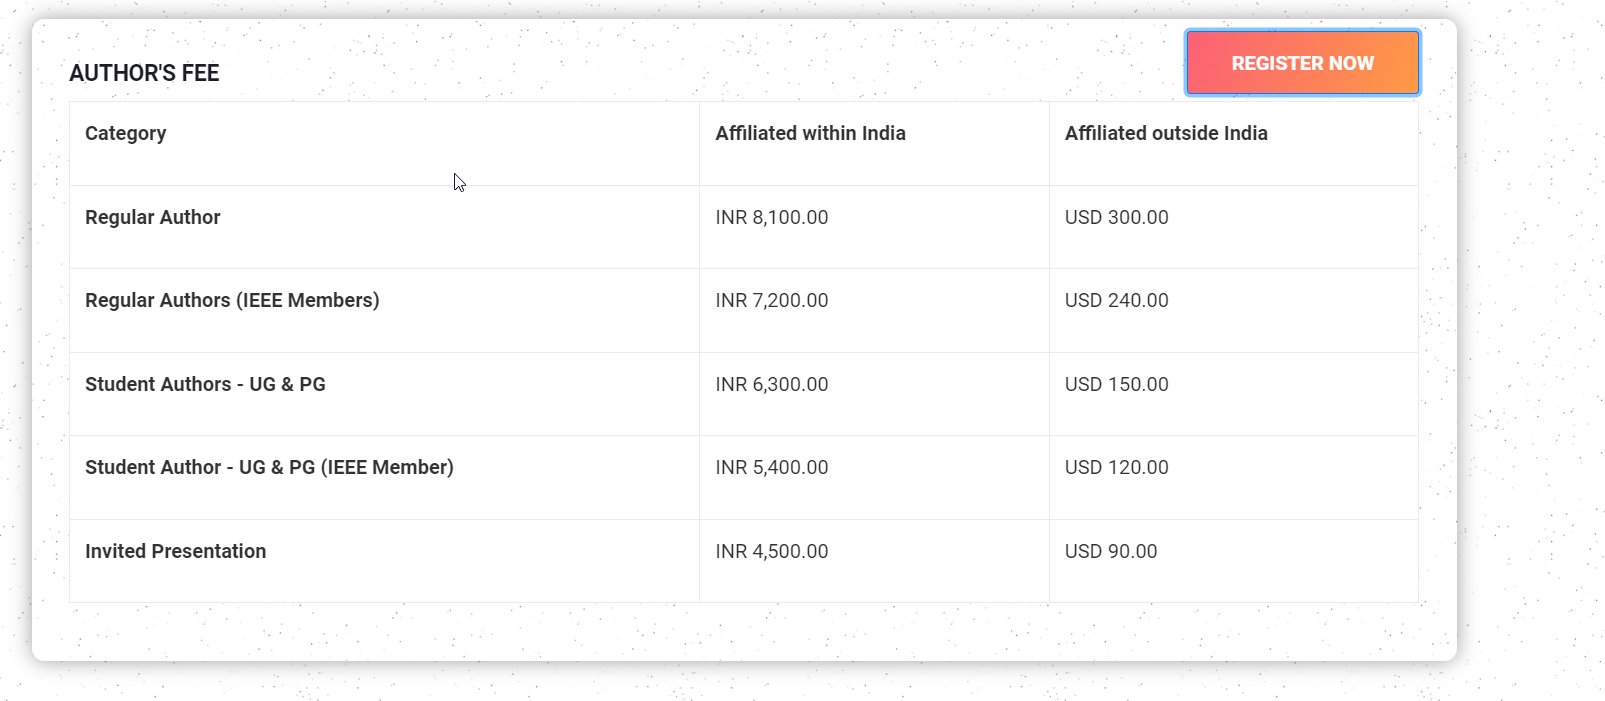 AUTHOR'S FEE
REGISTER NOW
Category Affiliated within India Affiliated outside India
Regular Author INR 8,100.00 USD 300.00
Regular Authors (IEEE Members) INR 7,200.00 USD 240.00
Student Authors - UG & PG INR 6,300.00 USD 150.00
Student Author - UG & PG (IEEE Member) INR 5,400.00 USD 120.00
Invited Presentation INR 4,500.00 USD 90.00